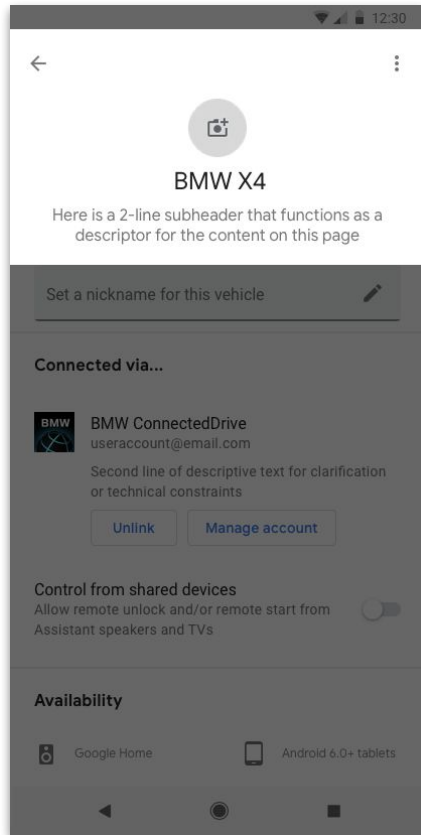 12:30
BMW X4
Here is a 2-line subheader that functions as a
descriptor for the content on this page
Set a nickname for this vehicle
Connected via...
BMW
BMW ConnectedDrive
useraccount@email.com
Second line of descriptive text for clarification
or technical constraints
Unlink Manage account
Control from shared devices
Allow remote unlock and/or remote start from
Assistant speakers and TVs
Availability
Google Home Android 6.0+ tablets